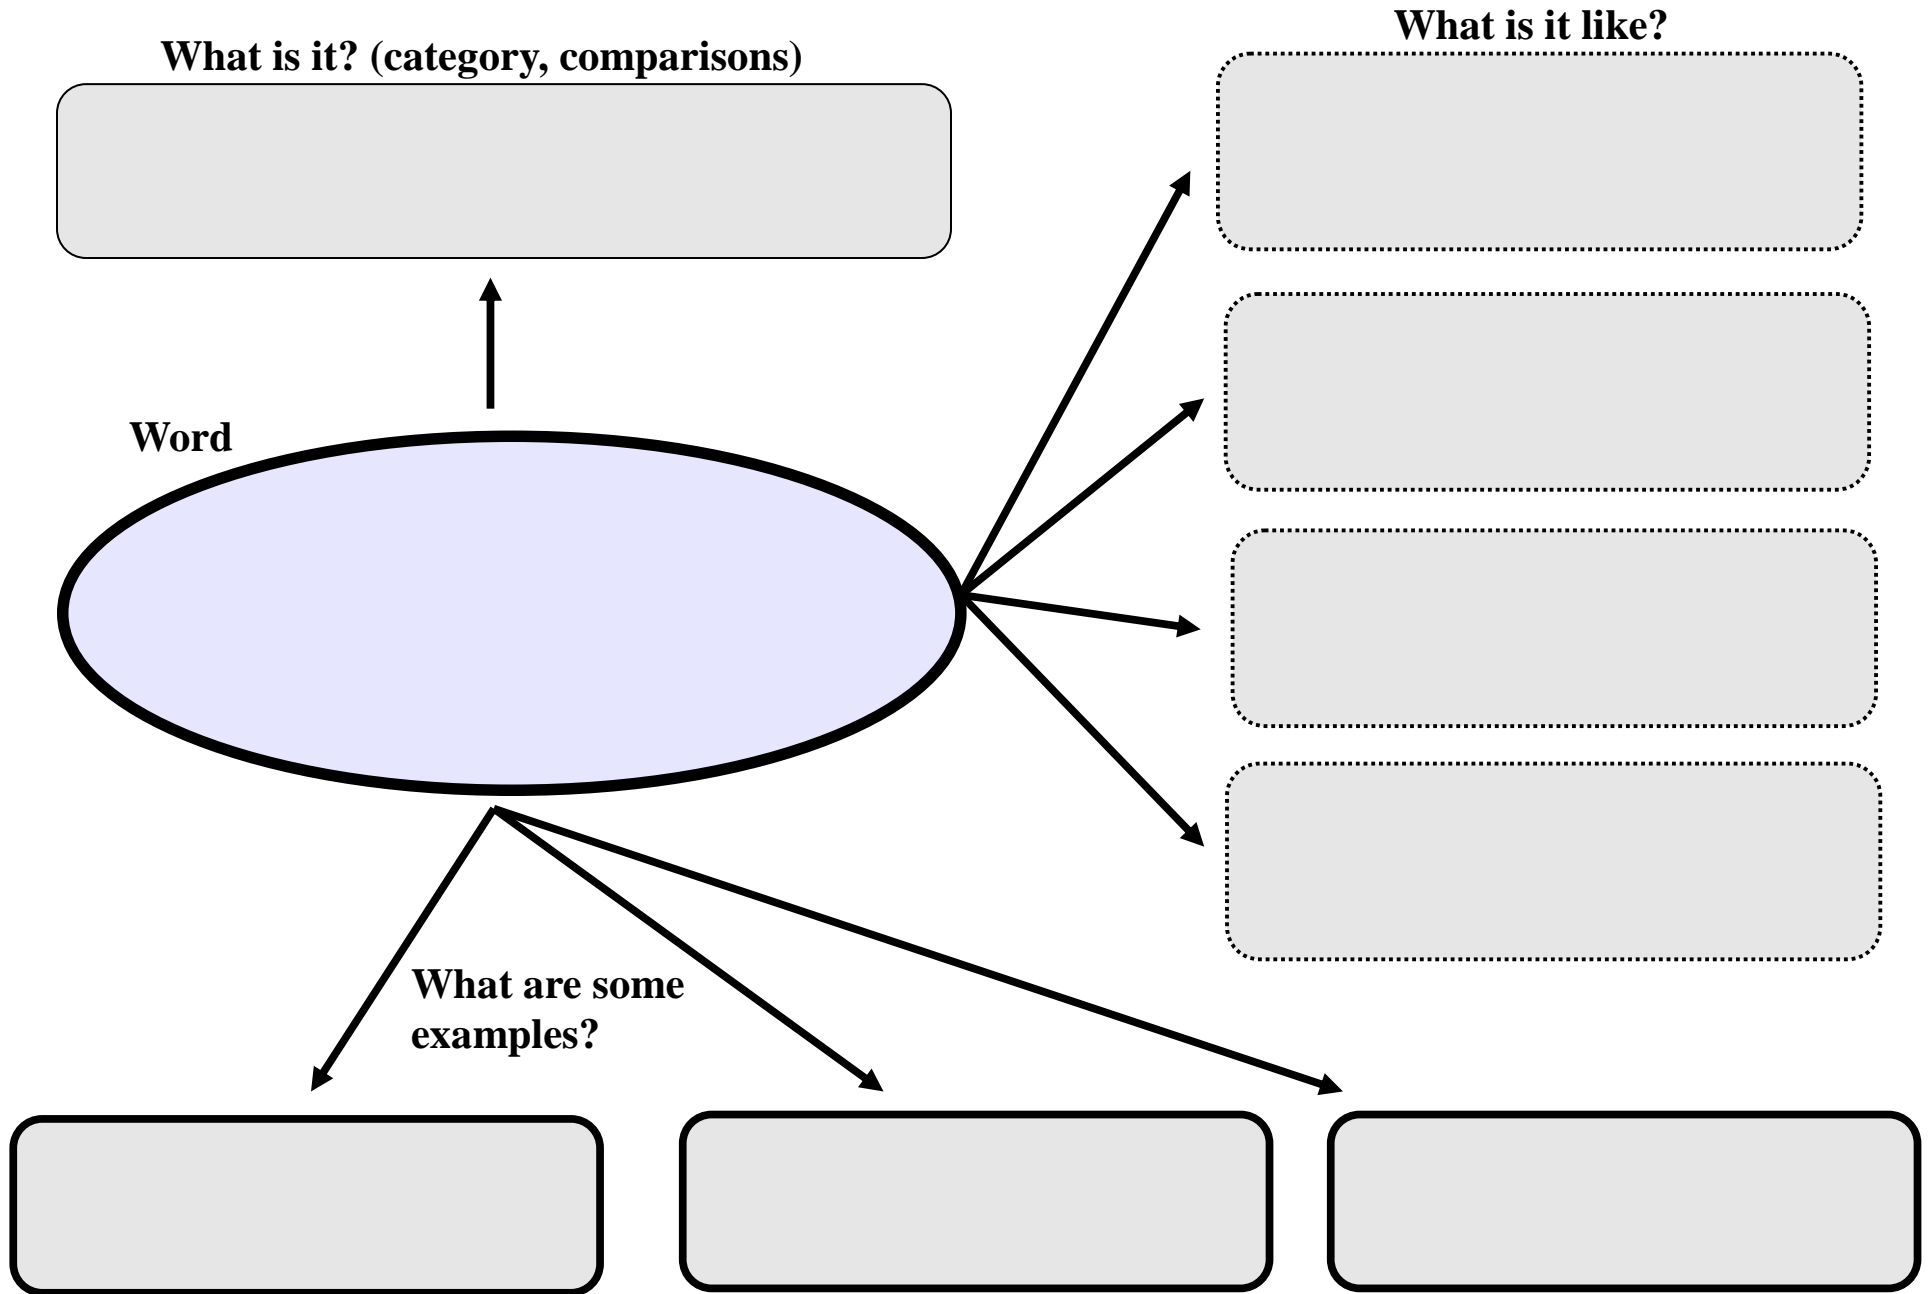 What is it like?
What is it? (category, comparisons)
Word
What are some
examples?